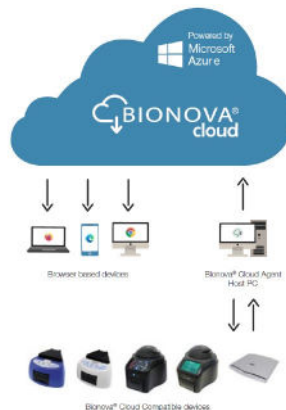 Powered by
Microsoft
Azure
BIONOVA®
cloud
Browser based devices
Bionova® Cloud Agent
Host PC
Bionova® Cloud Compatible devices